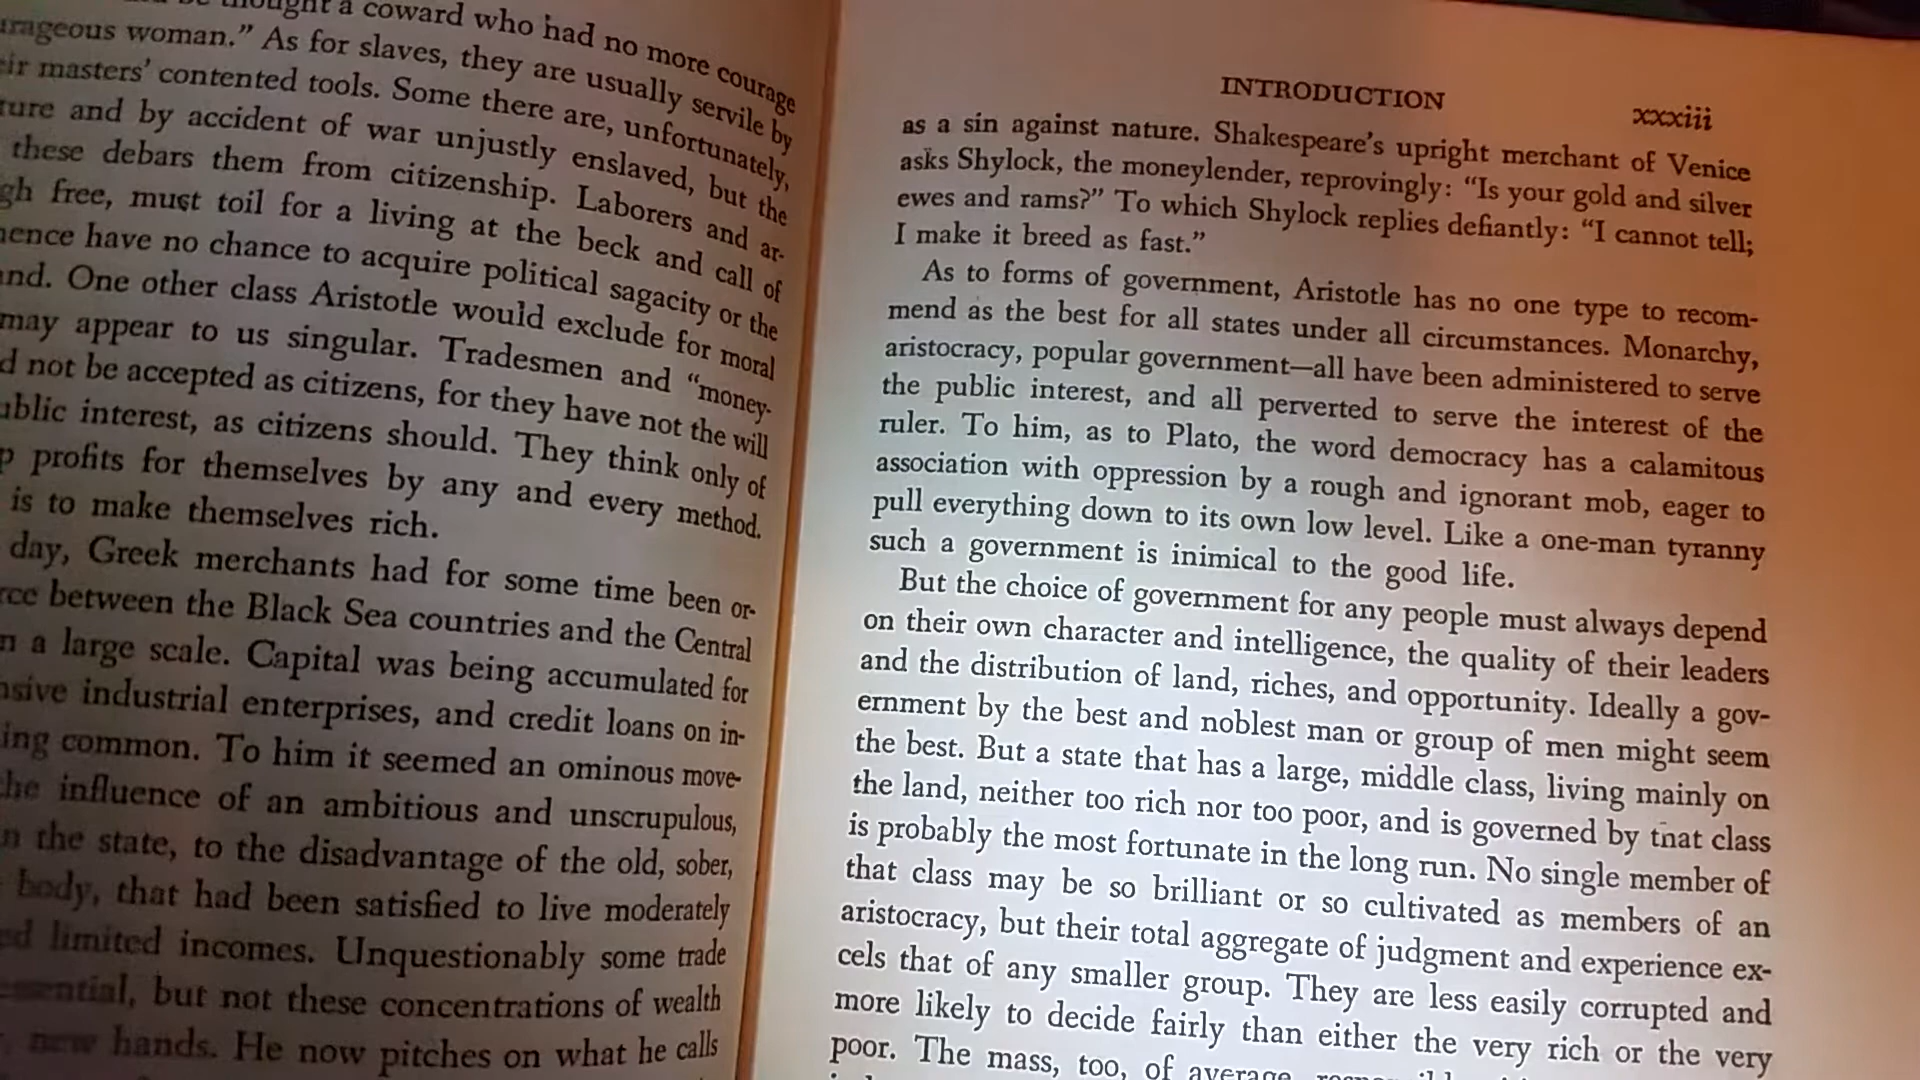 thought a coward who had no more courage
rageous woman.” As for slaves, they are usually servile by
eir masters’ contented tools. Some there are, unfortunately,
ture and by accident of war unjustly enslaved, but the
these debars them from citizenship. Laborers and ar-
gh free, must toil for a living at the beck and call of
hence have no chance to acquire political sagacity or the
and. One other class Aristotle would exclude for moral
may appear to us singular. Tradesmen and “money-
d not be accepted as citizens, for they have not the will
ublic interest, as citizens should. They think only of
p profits for themselves by any and every method.
is to make themselves rich.
day, Greek merchants had for some time been or-
rce between the Black Sea countries and the Central
n a large scale. Capital was being accumulated for
nsive industrial enterprises, and credit loans on in-
ing common. To him it seemed an ominous move-
the influence of an ambitious and unscrupulous,
n the state, to the disadvantage of the old, sober,
body, that had been satisfied to live moderately
ed limited incomes. Unquestionably some trade
essential, but not these concentrations of wealth
new hands. He now pitches on what he calls
INTRODUCTION xxxiii
as a sin against nature. Shakespeare’s upright merchant of Venice
asks Shylock, the moneylender, reprovingly: “Is your gold and silver
ewes and rams?” To which Shylock replies defiantly: “I cannot tell;
I make it breed as fast.”
As to forms of government, Aristotle has no one type to recom-
mend as the best for all states under all circumstances. Monarchy,
aristocracy, popular government—all have been administered to serve
the public interest, and all perverted to serve the interest of the
ruler. To him, as to Plato, the word democracy has a calamitous
association with oppression by a rough and ignorant mob, eager to
pull everything down to its own low level. Like a one-man tyranny
such a government is inimical to the good life.
But the choice of government for any people must always depend
on their own character and intelligence, the quality of their leaders
and the distribution of land, riches, and opportunity. Ideally a gov-
ernment by the best and noblest man or group of men might seem
the best. But a state that has a large, middle class, living mainly on
the land, neither too rich nor too poor, and is governed by that class
is probably the most fortunate in the long run. No single member of
that class may be so brilliant or so cultivated as members of an
aristocracy, but their total aggregate of judgment and experience ex-
cels that of any smaller group. They are less easily corrupted and
more likely to decide fairly than either the very rich or the very
poor. The mass, too, of average